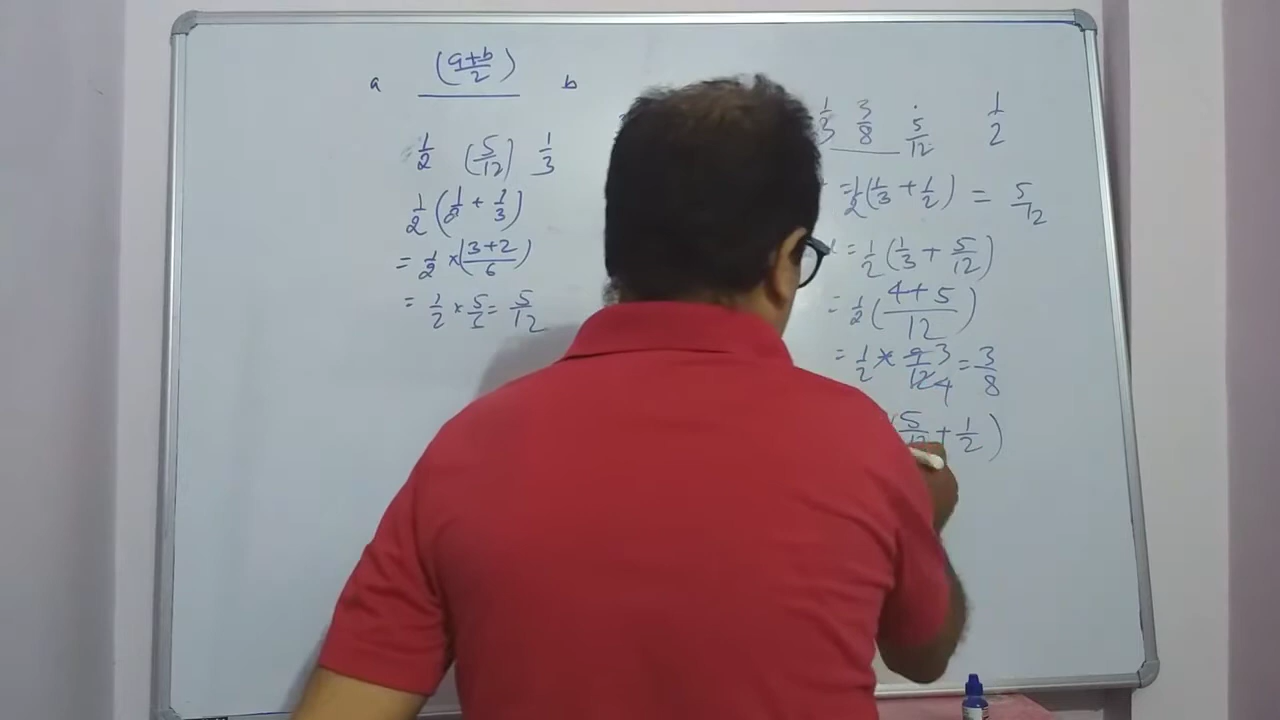 a (a+b/2) b
1/2 (5/12) 1/3
1/2 (1/2 + 1/3)
= 1/2 × (3+2/6)
= 1/2 × 5/6 = 5/12
1/3 3/8 5/12 1/2
= 1/2 (1/3 + 1/2) = 5/12
= 1/2 (1/3 + 5/12)
= 1/2 (4+5/12)
= 1/2 × 9 3/12 4 = 3/8
(5/12 + 1/2)